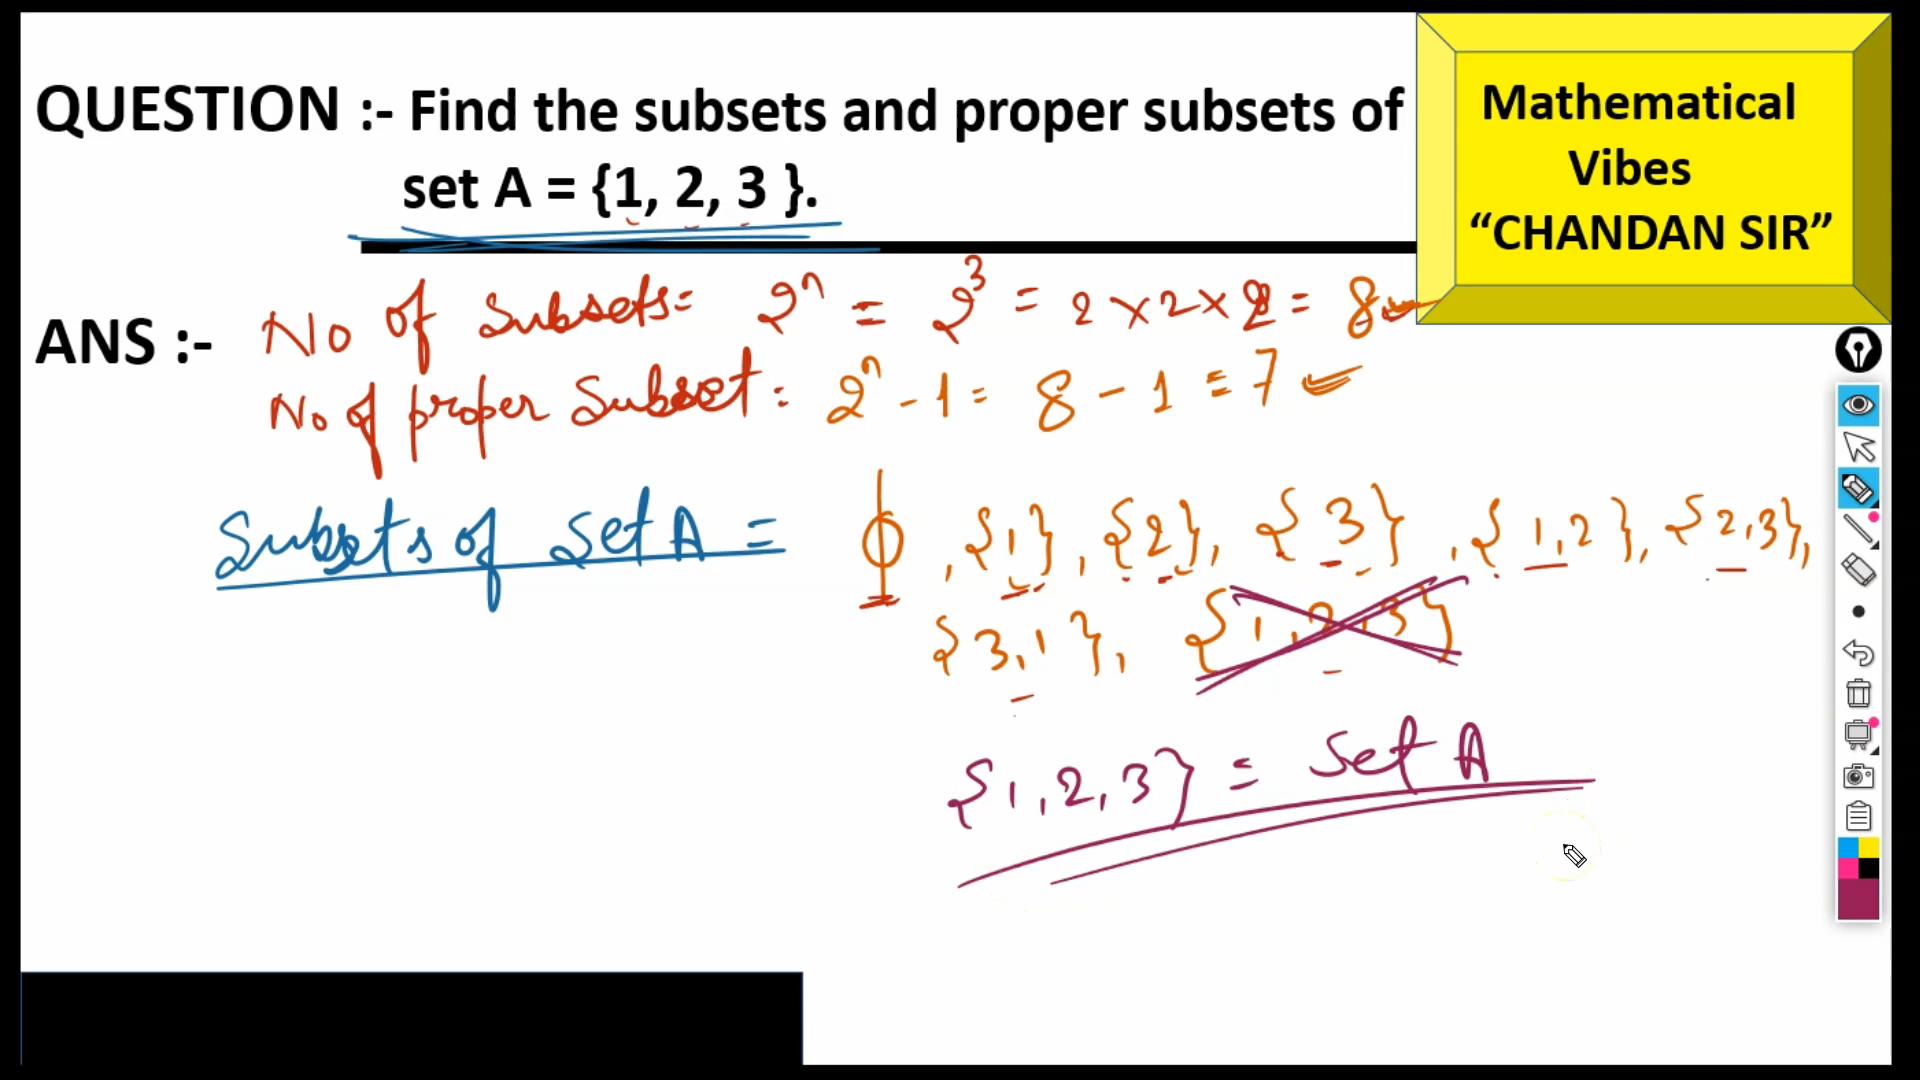 QUESTION :- Find the subsets and proper subsets of
set A = {1, 2, 3 }.
Mathematical
Vibes
“CHANDAN SIR”
ANS :-
No of Subsets = 2ⁿ = 2³ = 2 × 2 × 2 = 8
No of proper Subset = 2ⁿ - 1 = 8 - 1 = 7
Subsets of Set A = ϕ, {1}, {2}, {3}, {1,2}, {2,3},
{3,1}, {1,2,3}
{1,2,3} = Set A